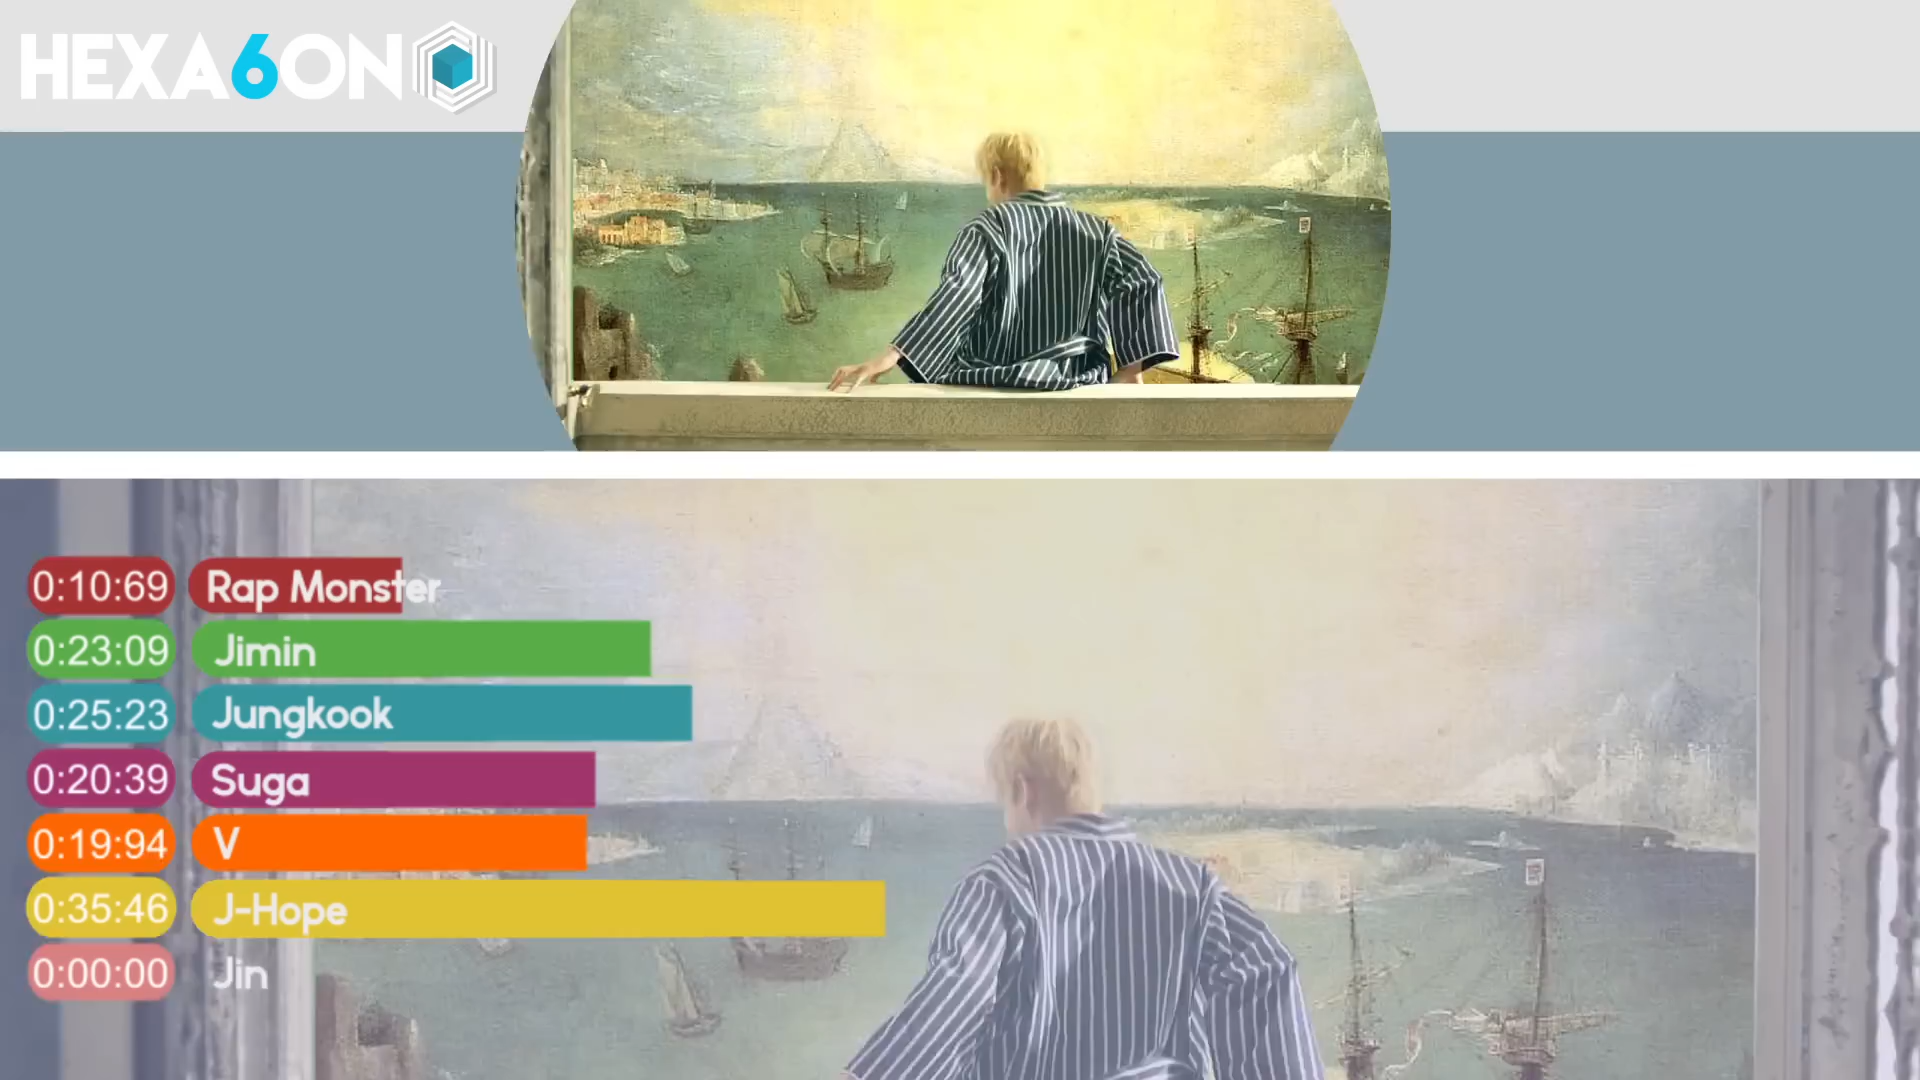 HEXA6ON
0:10:69 Rap Monster
0:23:09 Jimin
0:25:23 Jungkook
0:20:39 Suga
0:19:94 V
0:35:46 J-Hope
0:00:00 Jin